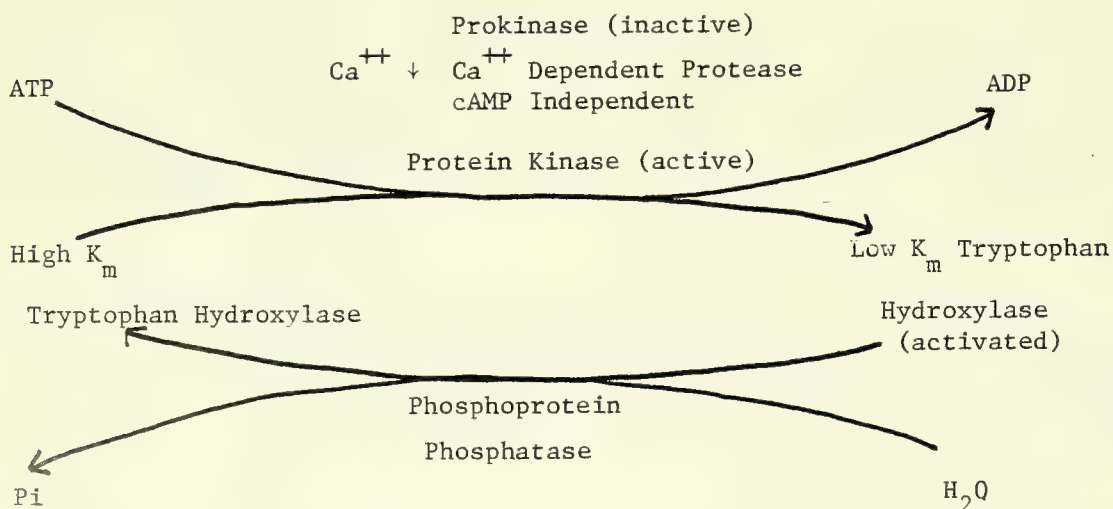 Prokinase (inactive)
Ca++ ↓ Ca++ Dependent Protease
cAMP Independent
ATP
ADP
Protein Kinase (active)
High Km
Low Km Tryptophan
Tryptophan Hydroxylase
Hydroxylase
(activated)
Phosphoprotein
Phosphatase
Pi
H2O